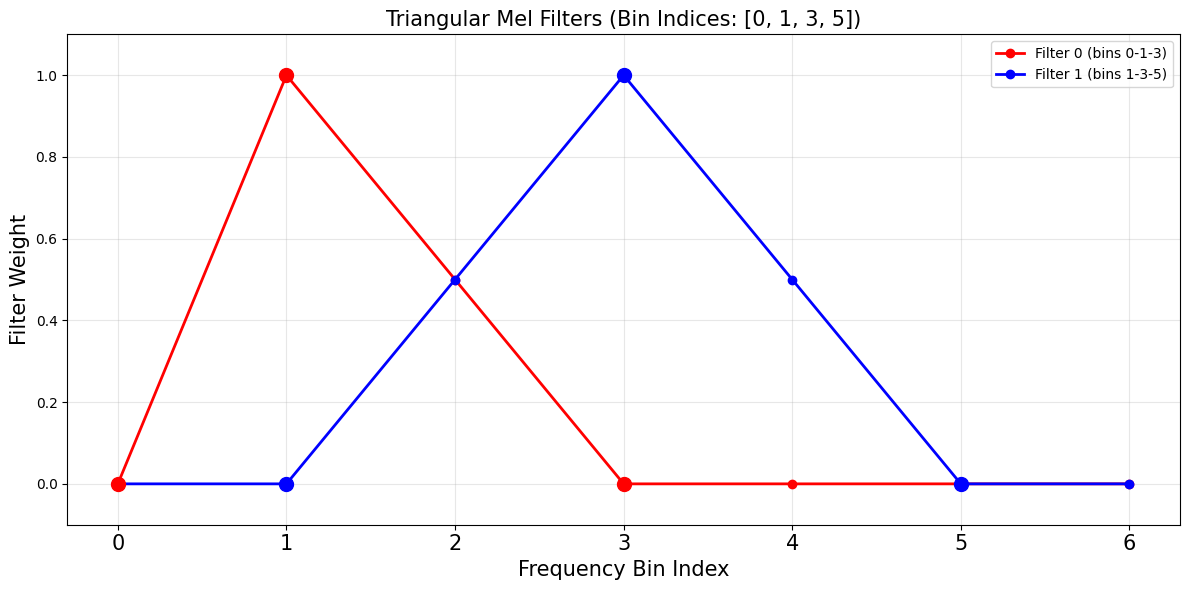 Triangular Mel Filters (Bin Indices: [0, 1, 3, 5])
Filter 0 (bins 0-1-3)
Filter 1 (bins 1-3-5)
Filter Weight
1.0
0.8
0.6
0.4
0.2
0.0
0 1 2 3 4 5 6
Frequency Bin Index